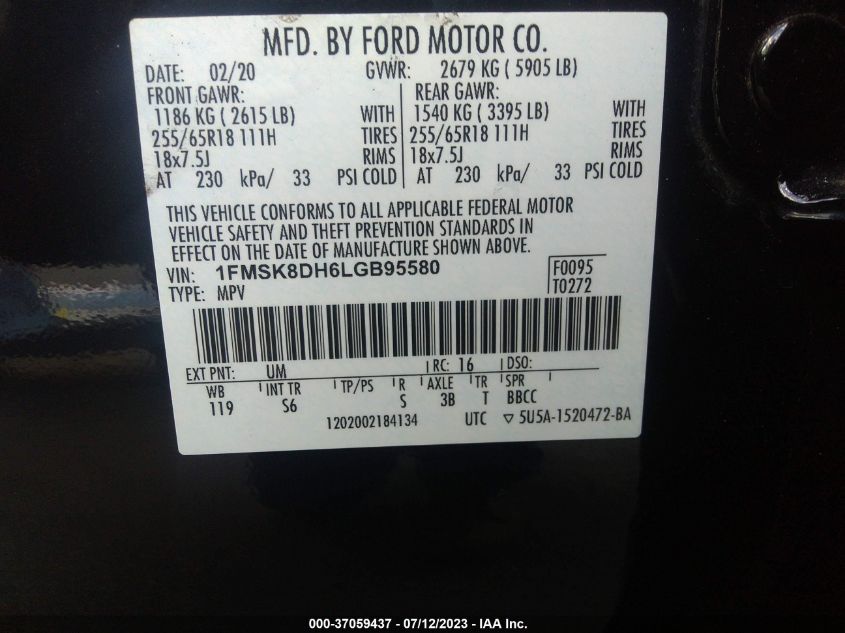 MFD. BY FORD MOTOR CO.
DATE: 02/20 GVWR: 2679 KG ( 5905 LB)
FRONT GAWR: REAR GAWR:
1186 KG ( 2615 LB) WITH 1540 KG ( 3395 LB) WITH
255/65R18 111H TIRES 255/65R18 111H TIRES
18x7.5J RIMS 18x7.5J RIMS
AT 230 kPa/ 33 PSI COLD AT 230 kPa/ 33 PSI COLD
THIS VEHICLE CONFORMS TO ALL APPLICABLE FEDERAL MOTOR
VEHICLE SAFETY AND THEFT PREVENTION STANDARDS IN
EFFECT ON THE DATE OF MANUFACTURE SHOWN ABOVE.
VIN: 1FMSK8DH6LGB95580 F0095
TYPE: MPV T0272
EXT PNT: UM RC: 16 DSO:
WB INT TR TP/PS R AXLE TR SPR
119 S6 S 3B T BBCC
1202002184134 UTC ▽ 5U5A-1520472-BA
000-37059437 - 07/12/2023 - IAA Inc.